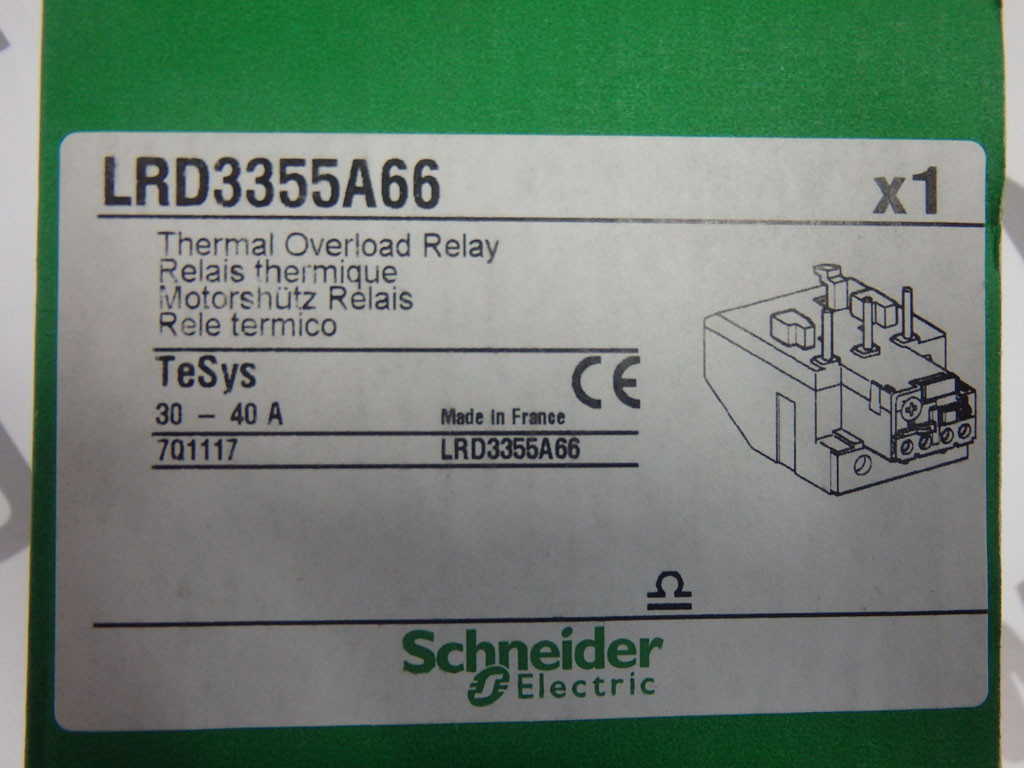 LRD3355A66 x1
Thermal Overload Relay
Relais thermique
Motorshütz Relais
Rele termico
TeSys CE
30 – 40 A Made in France
7Q1117 LRD3355A66
Schneider
Electric